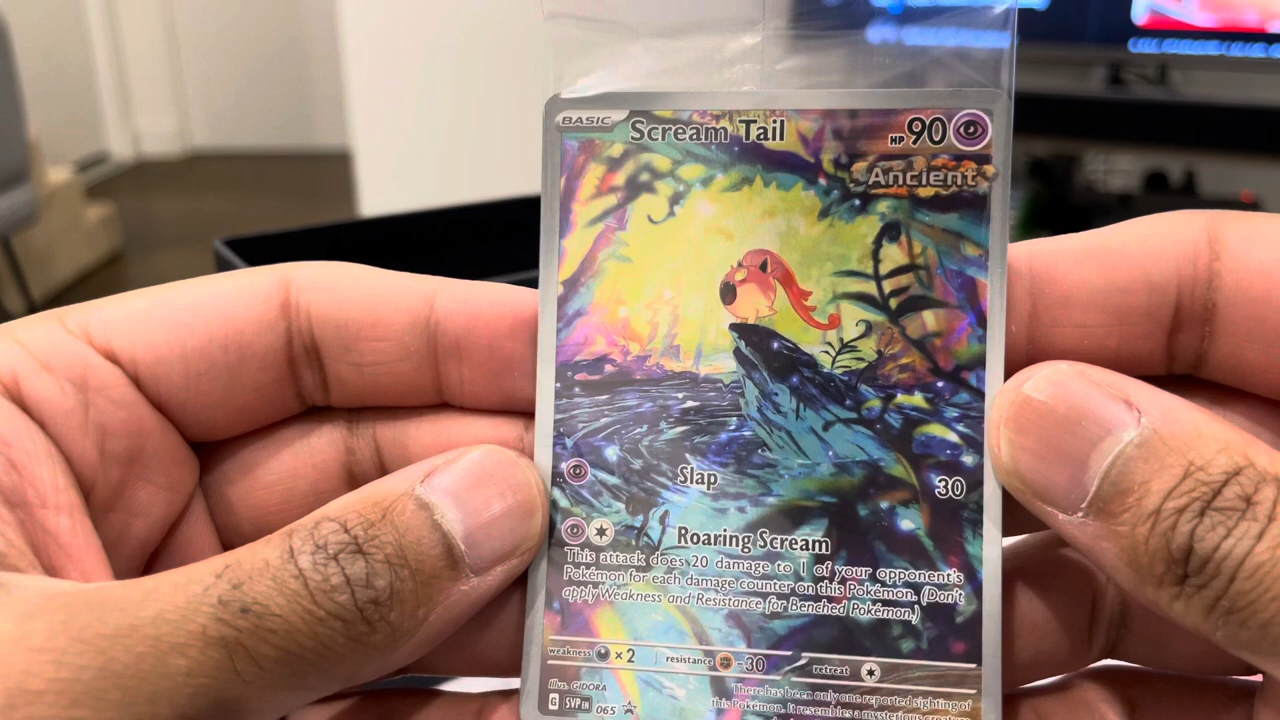 BASIC Scream Tail HP 90
Ancient
Slap 30
Roaring Scream
This attack does 20 damage to 1 of your opponent's
Pokémon for each damage counter on this Pokémon. (Don't
apply Weakness and Resistance for Benched Pokémon.)
weakness ×2 resistance -30 retreat
Illus. GIDORA
There has been only one reported sighting of
G SVP EN 065
this Pokémon. It resembles a mysterious creature